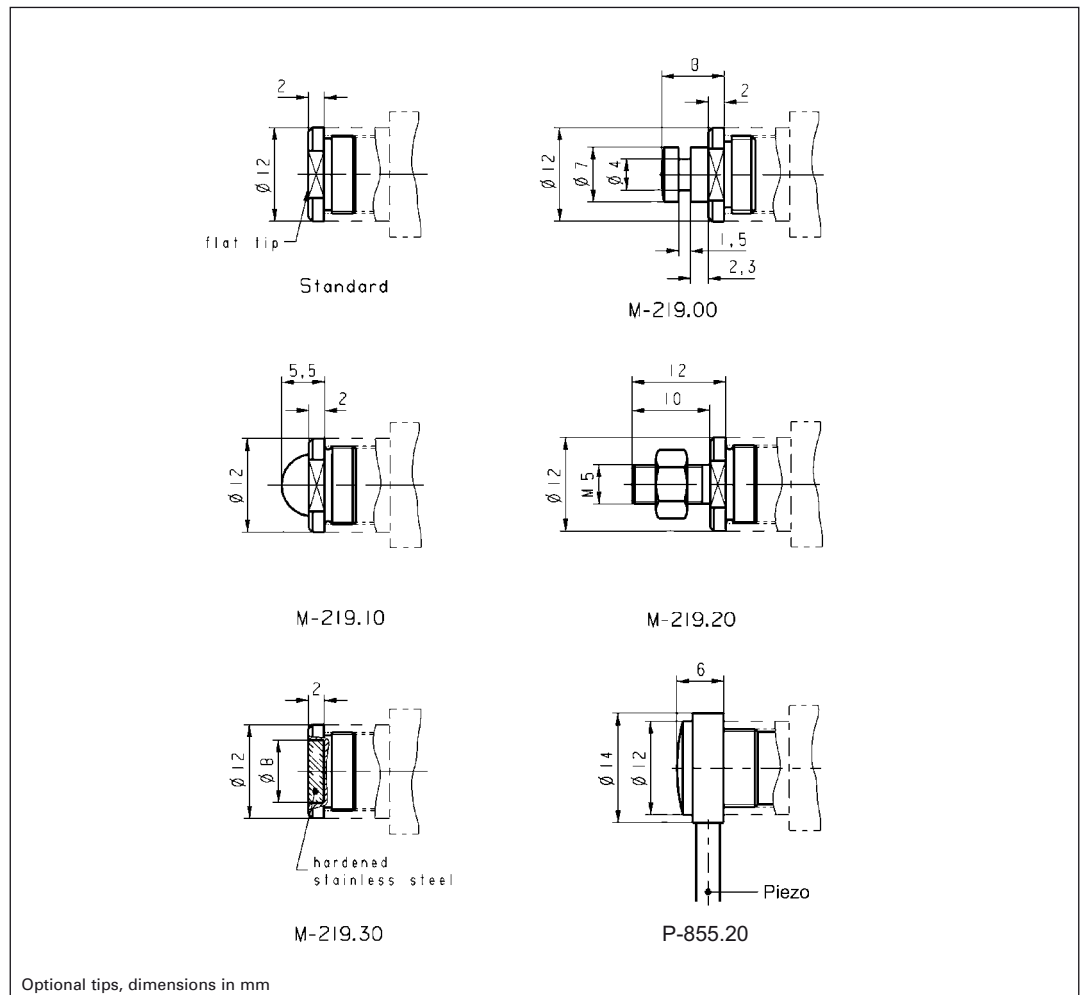 2
Ø 12
flat tip
Standard
8
2
Ø 12
Ø 7
Ø 4
1,5
2,3
M-219.00
5,5
2
Ø 12
M-219.10
12
10
Ø 12
M 5
M-219.20
2
Ø 12
Ø 8
hardened
stainless steel
M-219.30
6
Ø 14
Ø 12
Piezo
P-855.20
Optional tips, dimensions in mm